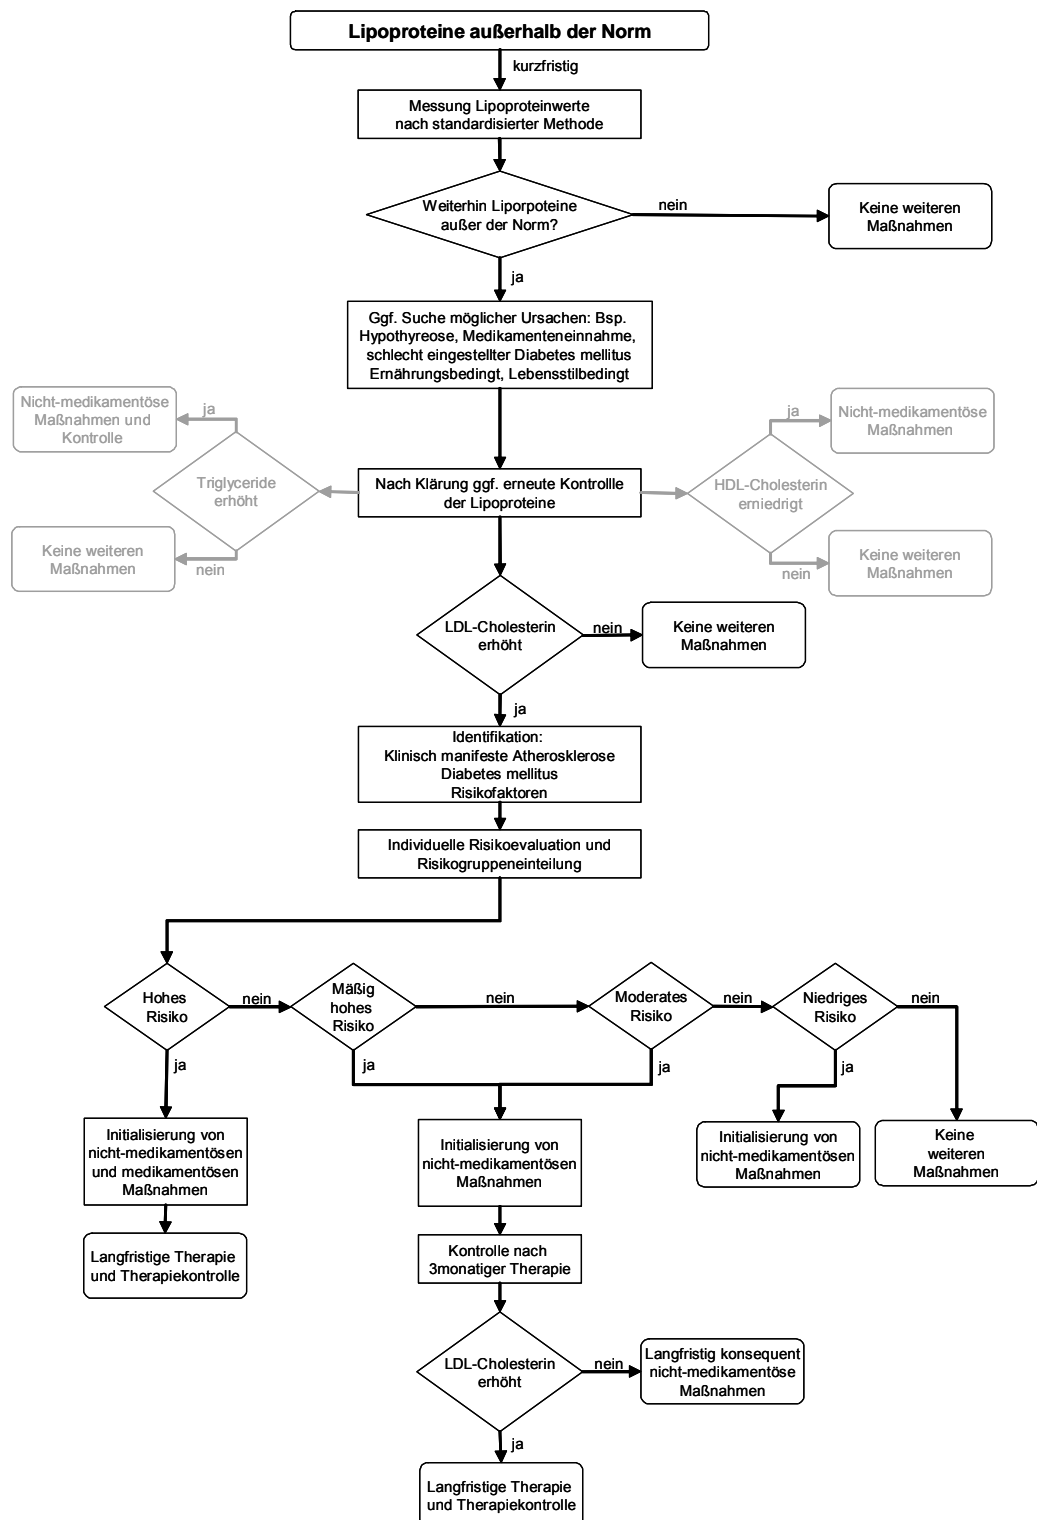 Lipoproteine außerhalb der Norm
kurzfristig
Messung Lipoproteinwerte
nach standardisierter Methode
Weiterhin Liporpoteine
außer der Norm?
nein
Keine weiteren
Maßnahmen
ja
Ggf. Suche möglicher Ursachen: Bsp.
Hypothyreose, Medikamenteneinnahme,
schlecht eingestellter Diabetes mellitus
Ernährungsbedingt, Lebensstilbedingt
Nicht-medikamentöse
Maßnahmen und
Kontrolle
ja
Triglyceride
erhöht
Keine weiteren
Maßnahmen
nein
Nach Klärung ggf. erneute Kontrollle
der Lipoproteine
ja
Nicht-medikamentöse
Maßnahmen
HDL-Cholesterin
erniedrigt
nein
Keine weiteren
Maßnahmen
LDL-Cholesterin
erhöht
nein
Keine weiteren
Maßnahmen
ja
Identifikation:
Klinisch manifeste Atherosklerose
Diabetes mellitus
Risikofaktoren
Individuelle Risikoevaluation und
Risikogruppeneinteilung
Hohes
Risiko
nein
Mäßig
hohes
Risiko
nein
Moderates
Risiko
nein
Niedriges
Risiko
nein
ja
ja
ja
ja
Initialisierung von
nicht-medikamentösen
und medikamentösen
Maßnahmen
Initialisierung von
nicht-medikamentösen
Maßnahmen
Initialisierung von
nicht-medikamentösen
Maßnahmen
Keine
weiteren
Maßnahmen
Langfristige Therapie
und Therapiekontrolle
Kontrolle nach
3monatiger Therapie
LDL-Cholesterin
erhöht
nein
Langfristig konsequent
nicht-medikamentöse
Maßnahmen
ja
Langfristige Therapie
und Therapiekontrolle